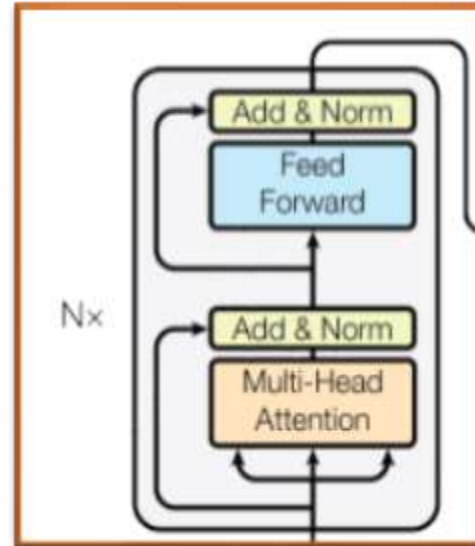 Add & Norm
Feed
Forward
Nx
Add & Norm
Multi-Head
Attention